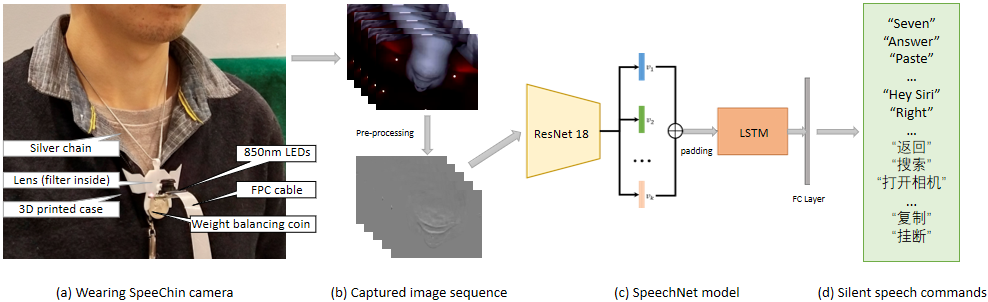 Silver chain
Lens (filter inside)
3D printed case
850nm LEDs
FPC cable
Weight balancing coin
(a) Wearing SpeeChin camera
Pre-processing
(b) Captured image sequence
ResNet 18
v₁
v₂
...
vₖ
padding
LSTM
FC Layer
(c) SpeechNet model
“Seven”
“Answer”
“Paste”
...
“Hey Siri”
“Right”
...
“返回”
“搜索”
“打开相机”
...
“复制”
“挂断”
(d) Silent speech commands